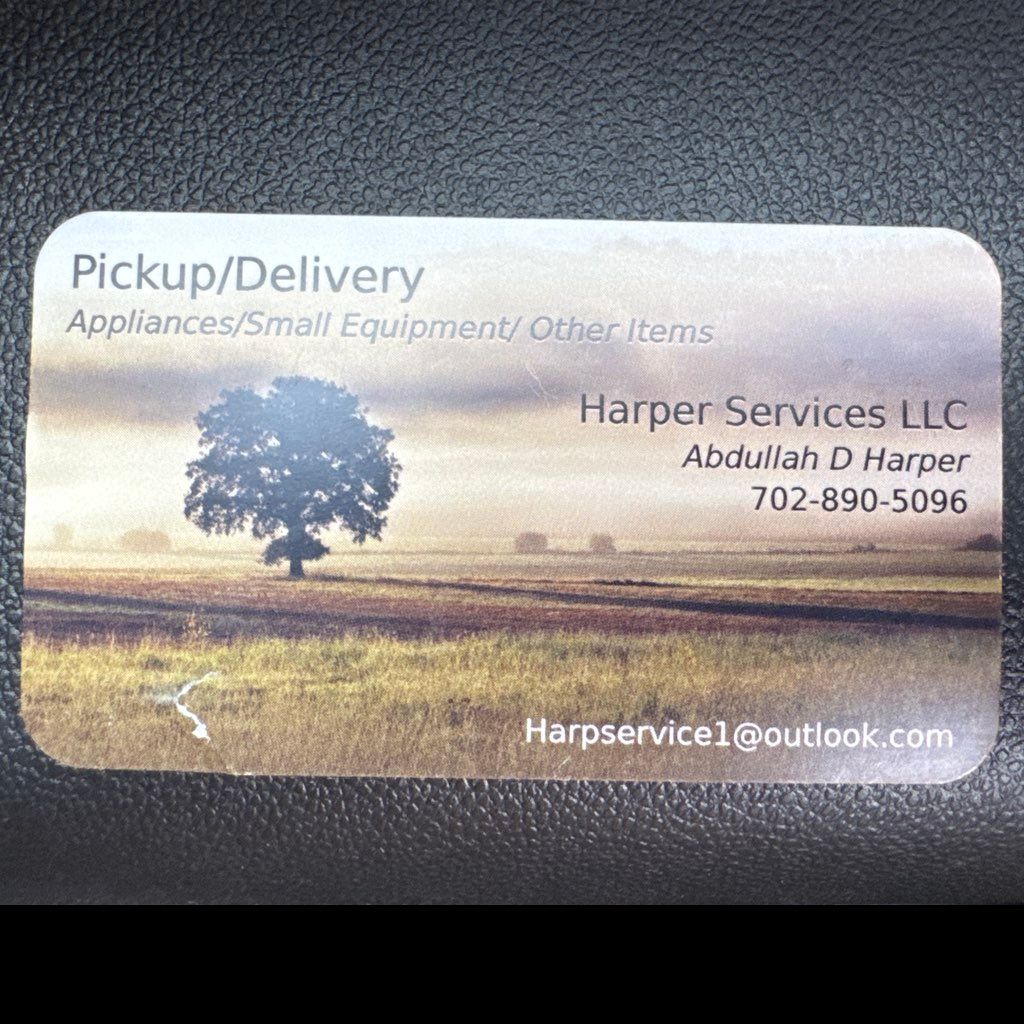 Pickup/Delivery
Appliances/Small Equipment/ Other Items
Harper Services LLC
Abdullah D Harper
702-890-5096
Harpservice1@outlook.com